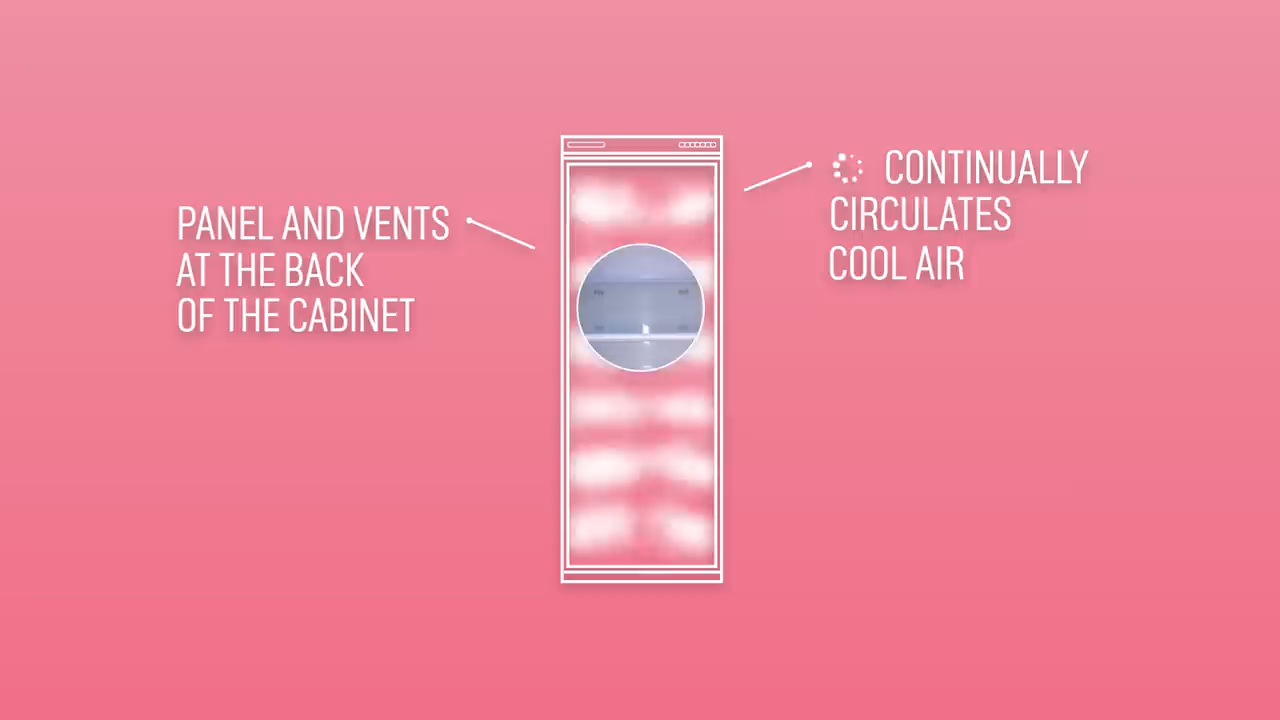 PANEL AND VENTS
AT THE BACK
OF THE CABINET
CONTINUALLY
CIRCULATES
COOL AIR